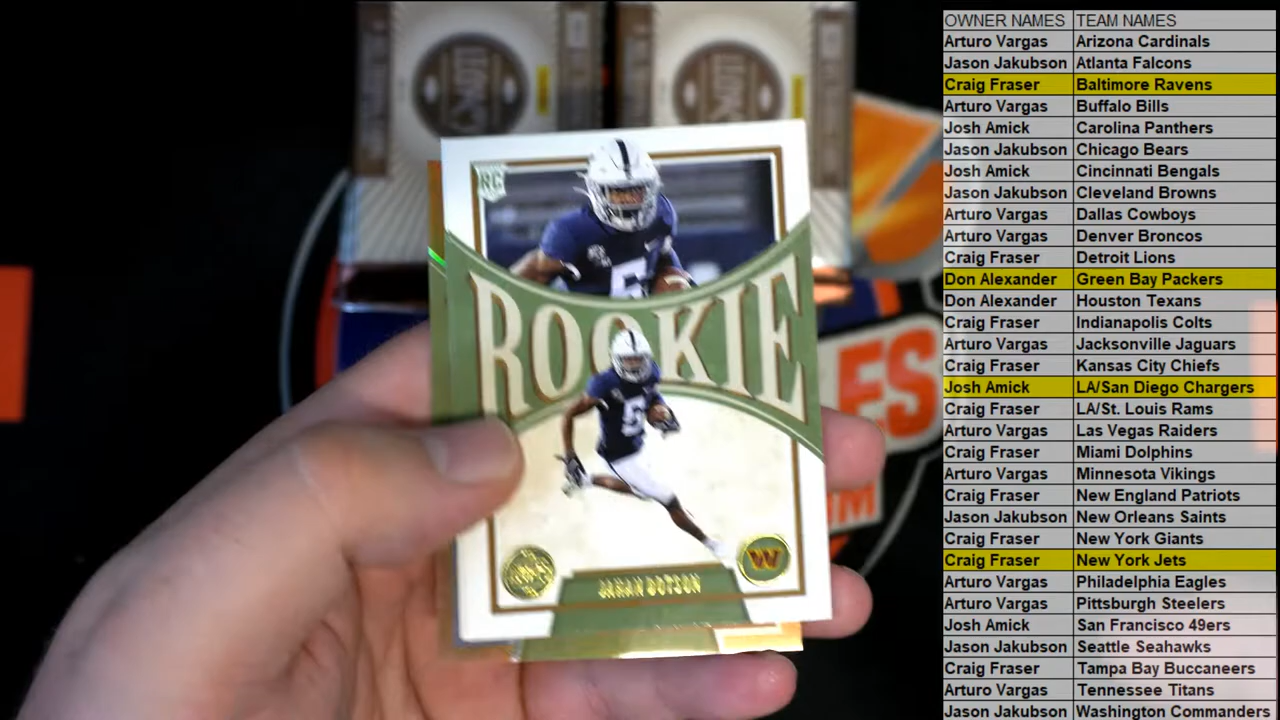 RC
ROOKIE
5
5
JAHAN DOTSON
W
ES
OWNER NAMES TEAM NAMES
Arturo Vargas Arizona Cardinals
Jason Jakubson Atlanta Falcons
Craig Fraser Baltimore Ravens
Arturo Vargas Buffalo Bills
Josh Amick Carolina Panthers
Jason Jakubson Chicago Bears
Josh Amick Cincinnati Bengals
Jason Jakubson Cleveland Browns
Arturo Vargas Dallas Cowboys
Arturo Vargas Denver Broncos
Craig Fraser Detroit Lions
Don Alexander Green Bay Packers
Don Alexander Houston Texans
Craig Fraser Indianapolis Colts
Arturo Vargas Jacksonville Jaguars
Craig Fraser Kansas City Chiefs
Josh Amick LA/San Diego Chargers
Craig Fraser LA/St. Louis Rams
Arturo Vargas Las Vegas Raiders
Craig Fraser Miami Dolphins
Arturo Vargas Minnesota Vikings
Craig Fraser New England Patriots
Jason Jakubson New Orleans Saints
Craig Fraser New York Giants
Craig Fraser New York Jets
Arturo Vargas Philadelphia Eagles
Arturo Vargas Pittsburgh Steelers
Josh Amick San Francisco 49ers
Jason Jakubson Seattle Seahawks
Craig Fraser Tampa Bay Buccaneers
Arturo Vargas Tennessee Titans
Jason Jakubson Washington Commanders